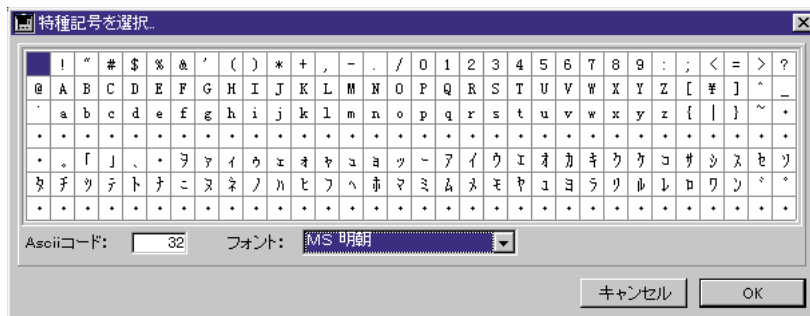 特種記号を選択...
! " # $ % & ' ( ) * + , - . / 0 1 2 3 4 5 6 7 8 9 : ; < = > ?
@ A B C D E F G H I J K L M N O P Q R S T U V W X Y Z [ ¥ ] ^ _
` a b c d e f g h i j k l m n o p q r s t u v w x y z { | } ~ ・
・ ・ ・ ・ ・ ・ ・ ・ ・ ・ ・ ・ ・ ・ ・ ・ ・ ・ ・ ・ ・ ・ ・ ・ ・ ・ ・ ・ ・ ・ ・ ・
・ 。 「 」 、 ・ ヲ ァ ィ ゥ ェ ォ ャ ュ ョ ッ ー ア イ ウ エ オ カ キ ク ケ コ サ シ ス セ ソ
タ チ ツ テ ト ナ ニ ヌ ネ ノ ハ ヒ フ ヘ ホ マ ミ ム メ モ ヤ ユ ヨ ラ リ ル レ ロ ワ ン ゛ ゜
・ ・ ・ ・ ・ ・ ・ ・ ・ ・ ・ ・ ・ ・ ・ ・ ・ ・ ・ ・ ・ ・ ・ ・ ・ ・ ・ ・ ・ ・ ・ ・
Asciiコード: 32 フォント: MS 明朝
キャンセル OK